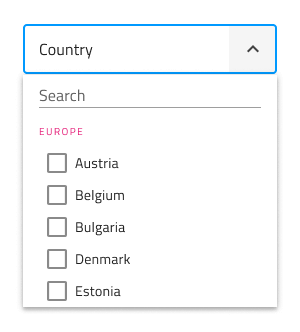 Country
Search
EUROPE
Austria
Belgium
Bulgaria
Denmark
Estonia